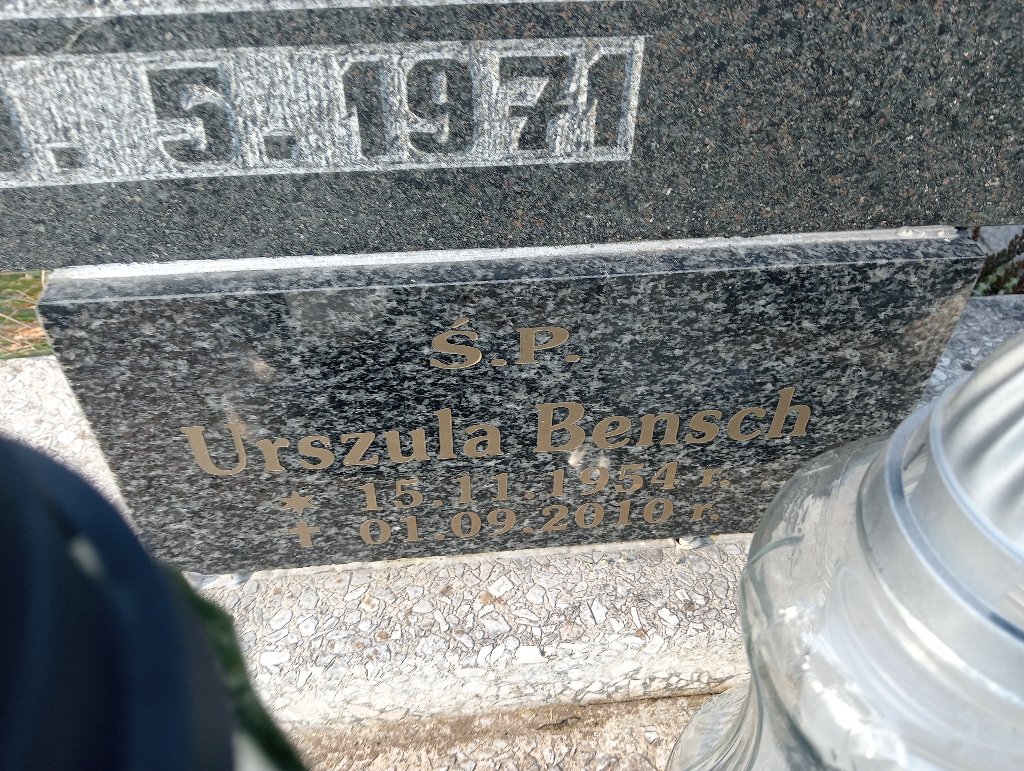 . 5. 1971
Ś.P.
Urszula Bensch
* 15.11.1954 r.
✝ 01.09.2010 r.